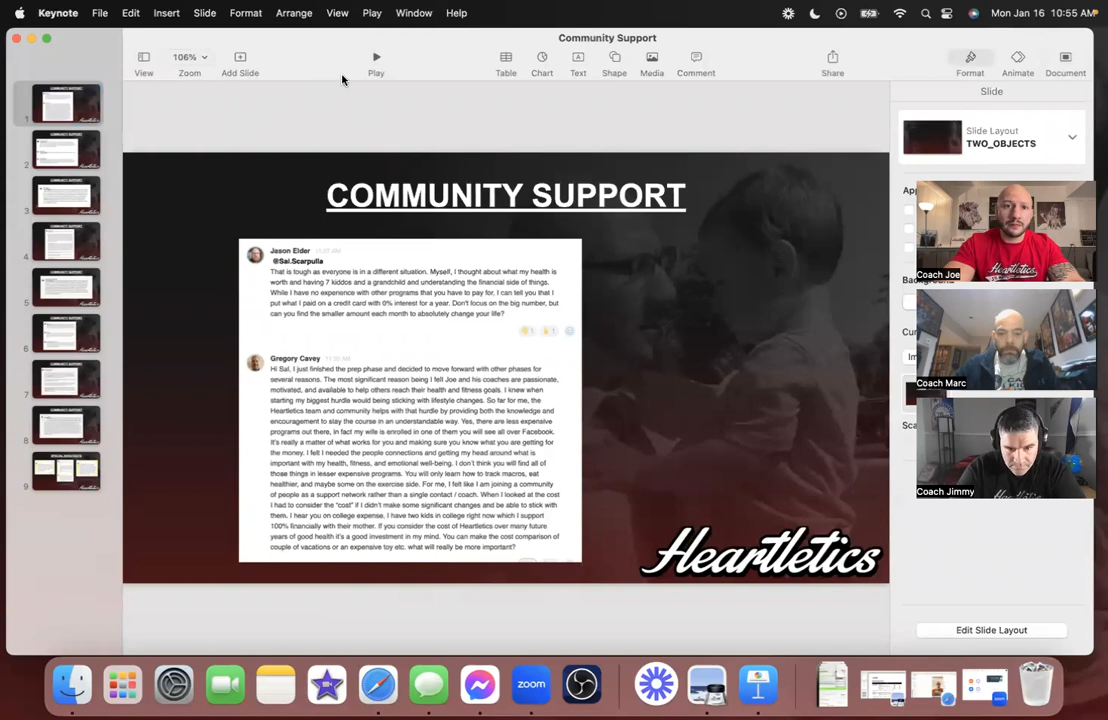 Keynote File Edit Insert Slide Format Arrange View Play Window Help Mon Jan 16 10:55 AM
Community Support
106%
View Zoom Add Slide Play Table Chart Text Shape Media Comment Share Format Animate Document
Slide
Slide Layout
TWO_OBJECTS
1
2
3
4
5
6
7
8
9
COMMUNITY SUPPORT
Jason Elder
@Sal.Scarpulla
That is tough as everyone is in a different situation. Myself, I thought about what my health is
worth and having 7 kiddos and a grandchild and understanding the financial side of things.
While I have no experience with other programs that you have to pay for, I can tell you that I
put what I paid on a credit card with 0% interest for a year. Don't focus on the big number, but
can you find the smaller amount each month to absolutely change your life?
Gregory Cavey
Hi Sal, I just finished the prep phase and decided to move forward with other phases for
several reasons. The most significant reason being I felt Joe and his coaches are passionate,
motivated, and available to help others reach their health and fitness goals. I knew when
starting my biggest hurdle would being sticking with lifestyle changes. So far for me, the
Heartletics team and community helps with that hurdle by providing both the knowledge and
encouragement to stay the course in an understandable way. Yes, there are less expensive
programs out there, in fact my wife is enrolled in one of them you will see all over Facebook.
It's really a matter of what works for you and making sure you know what you are getting for
the money. I felt I needed the people connections and getting my head around what is
important with my health, fitness, and emotional well-being. I don't think you will find all of
those things in lesser expensive programs. You will only learn how to track macros, eat
healthier, and maybe some on the exercise side. For me, I felt like I am joining a community
of people as a support network rather than a single contact / coach. When I looked at the cost
I had to consider the "cost" if I didn't make some significant changes and be able to stick with
them. I hear you on college expense, I have two kids in college right now which I support
100% financially with their mother. If you consider the cost of Heartletics over many future
years of good health it's a good investment in my mind. You can make the cost comparison of
couple of vacations or an expensive toy etc. what will really be more important?
Heartletics
Coach Joe
Coach Marc
Coach Jimmy
Edit Slide Layout
zoom